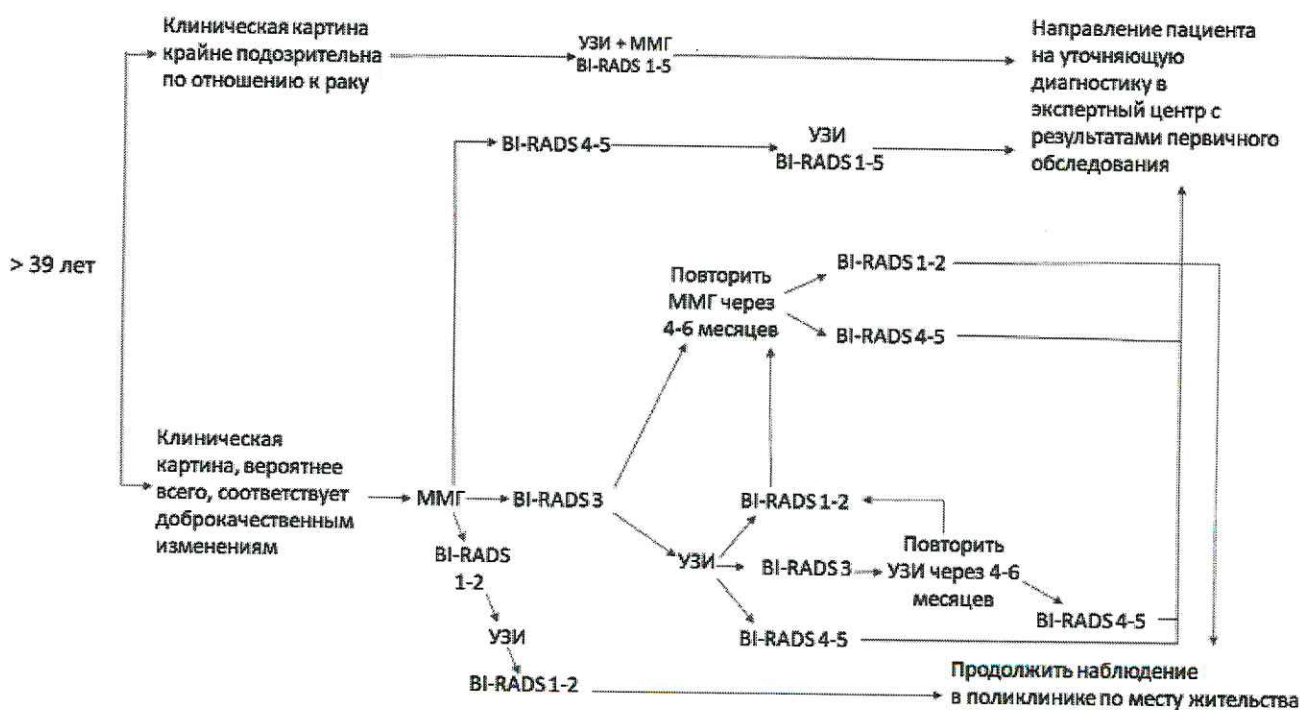 Клиническая картина
крайне подозрительна
по отношению к раку
УЗИ + ММГ
BI-RADS 1-5
Направление пациента
на уточняющую
диагностику в
экспертный центр с
результатами первичного
обследования
BI-RADS 4-5
УЗИ
BI-RADS 1-5
> 39 лет
Повторить
ММГ через
4-6 месяцев
BI-RADS 1-2
BI-RADS 4-5
Клиническая
картина, вероятнее
всего, соответствует
доброкачественным
изменениям
ММГ
BI-RADS 3
BI-RADS 1-2
BI-RADS
1-2
УЗИ
BI-RADS 3
Повторить
УЗИ через 4-6
месяцев
BI-RADS 4-5
BI-RADS 4-5
УЗИ
BI-RADS 1-2
Продолжить наблюдение
в поликлинике по месту жительства